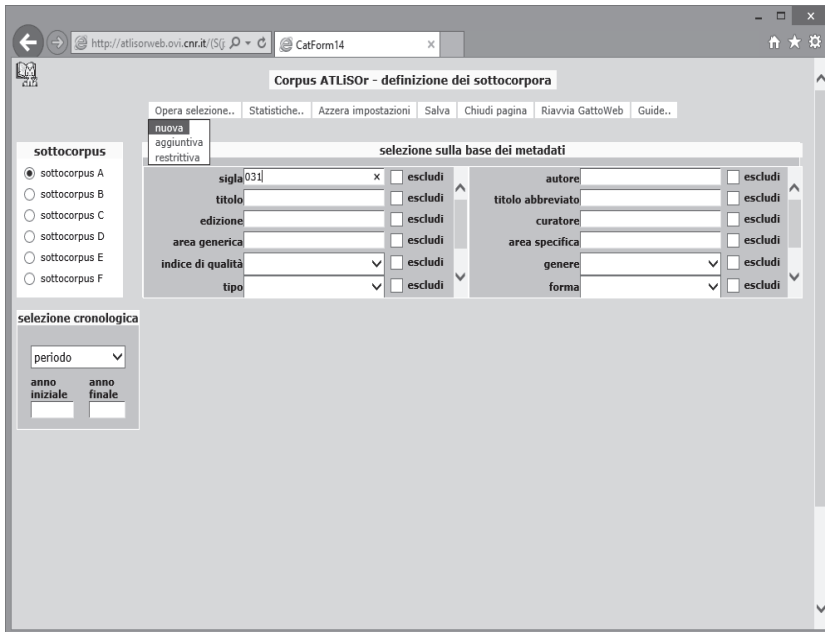 http://atlisorweb.ovi.cnr.it/(S(j
CatForm14
Corpus ATLiSOr - definizione dei sottocorpora
Opera selezione.. Statistiche.. Azzera impostazioni Salva Chiudi pagina Riavvia GattoWeb Guide..
nuova
aggiuntiva
restrittiva
sottocorpus
sottocorpus A
sottocorpus B
sottocorpus C
sottocorpus D
sottocorpus E
sottocorpus F
selezione sulla base dei metadati
sigla 031 x escludi autore escludi
titolo escludi titolo abbreviato escludi
edizione escludi curatore escludi
area generica escludi area specifica escludi
indice di qualità escludi genere escludi
tipo escludi forma escludi
selezione cronologica
periodo
anno iniziale anno finale